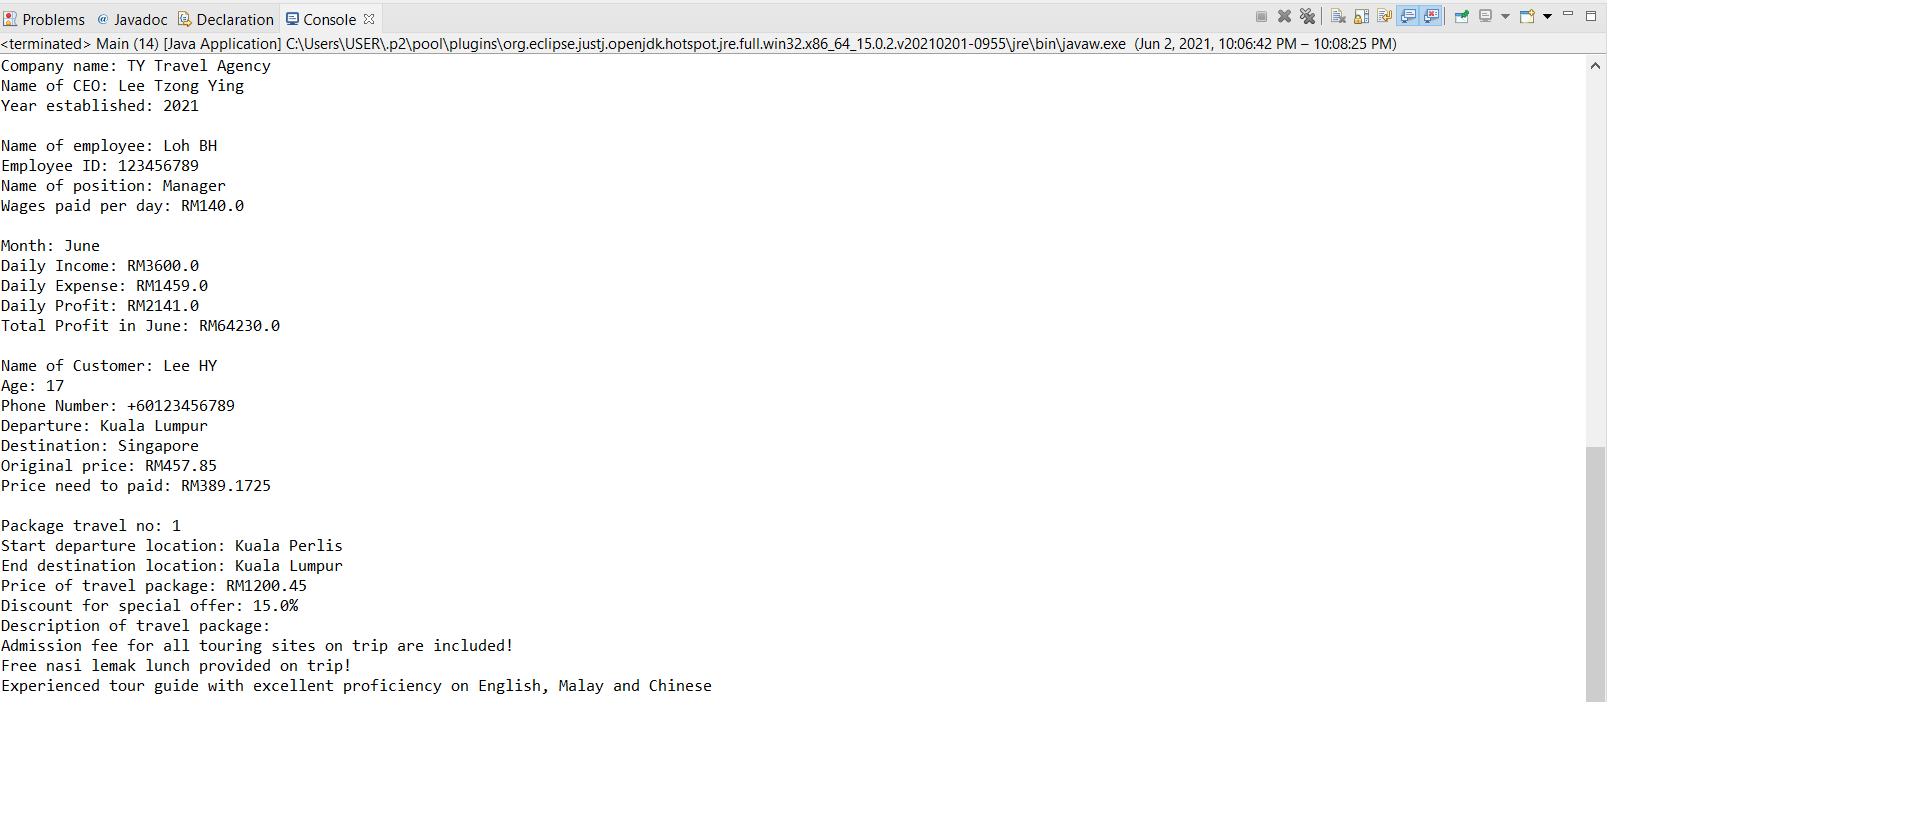 Problems @ Javadoc Declaration Console
<terminated> Main (14) [Java Application] C:\Users\USER\.p2\pool\plugins\org.eclipse.justj.openjdk.hotspot.jre.full.win32.x86_64_15.0.2.v20210201-0955\jre\bin\javaw.exe (Jun 2, 2021, 10:06:42 PM – 10:08:25 PM)
Company name: TY Travel Agency
Name of CEO: Lee Tzong Ying
Year established: 2021
Name of employee: Loh BH
Employee ID: 123456789
Name of position: Manager
Wages paid per day: RM140.0
Month: June
Daily Income: RM3600.0
Daily Expense: RM1459.0
Daily Profit: RM2141.0
Total Profit in June: RM64230.0
Name of Customer: Lee HY
Age: 17
Phone Number: +60123456789
Departure: Kuala Lumpur
Destination: Singapore
Original price: RM457.85
Price need to paid: RM389.1725
Package travel no: 1
Start departure location: Kuala Perlis
End destination location: Kuala Lumpur
Price of travel package: RM1200.45
Discount for special offer: 15.0%
Description of travel package:
Admission fee for all touring sites on trip are included!
Free nasi lemak lunch provided on trip!
Experienced tour guide with excellent proficiency on English, Malay and Chinese